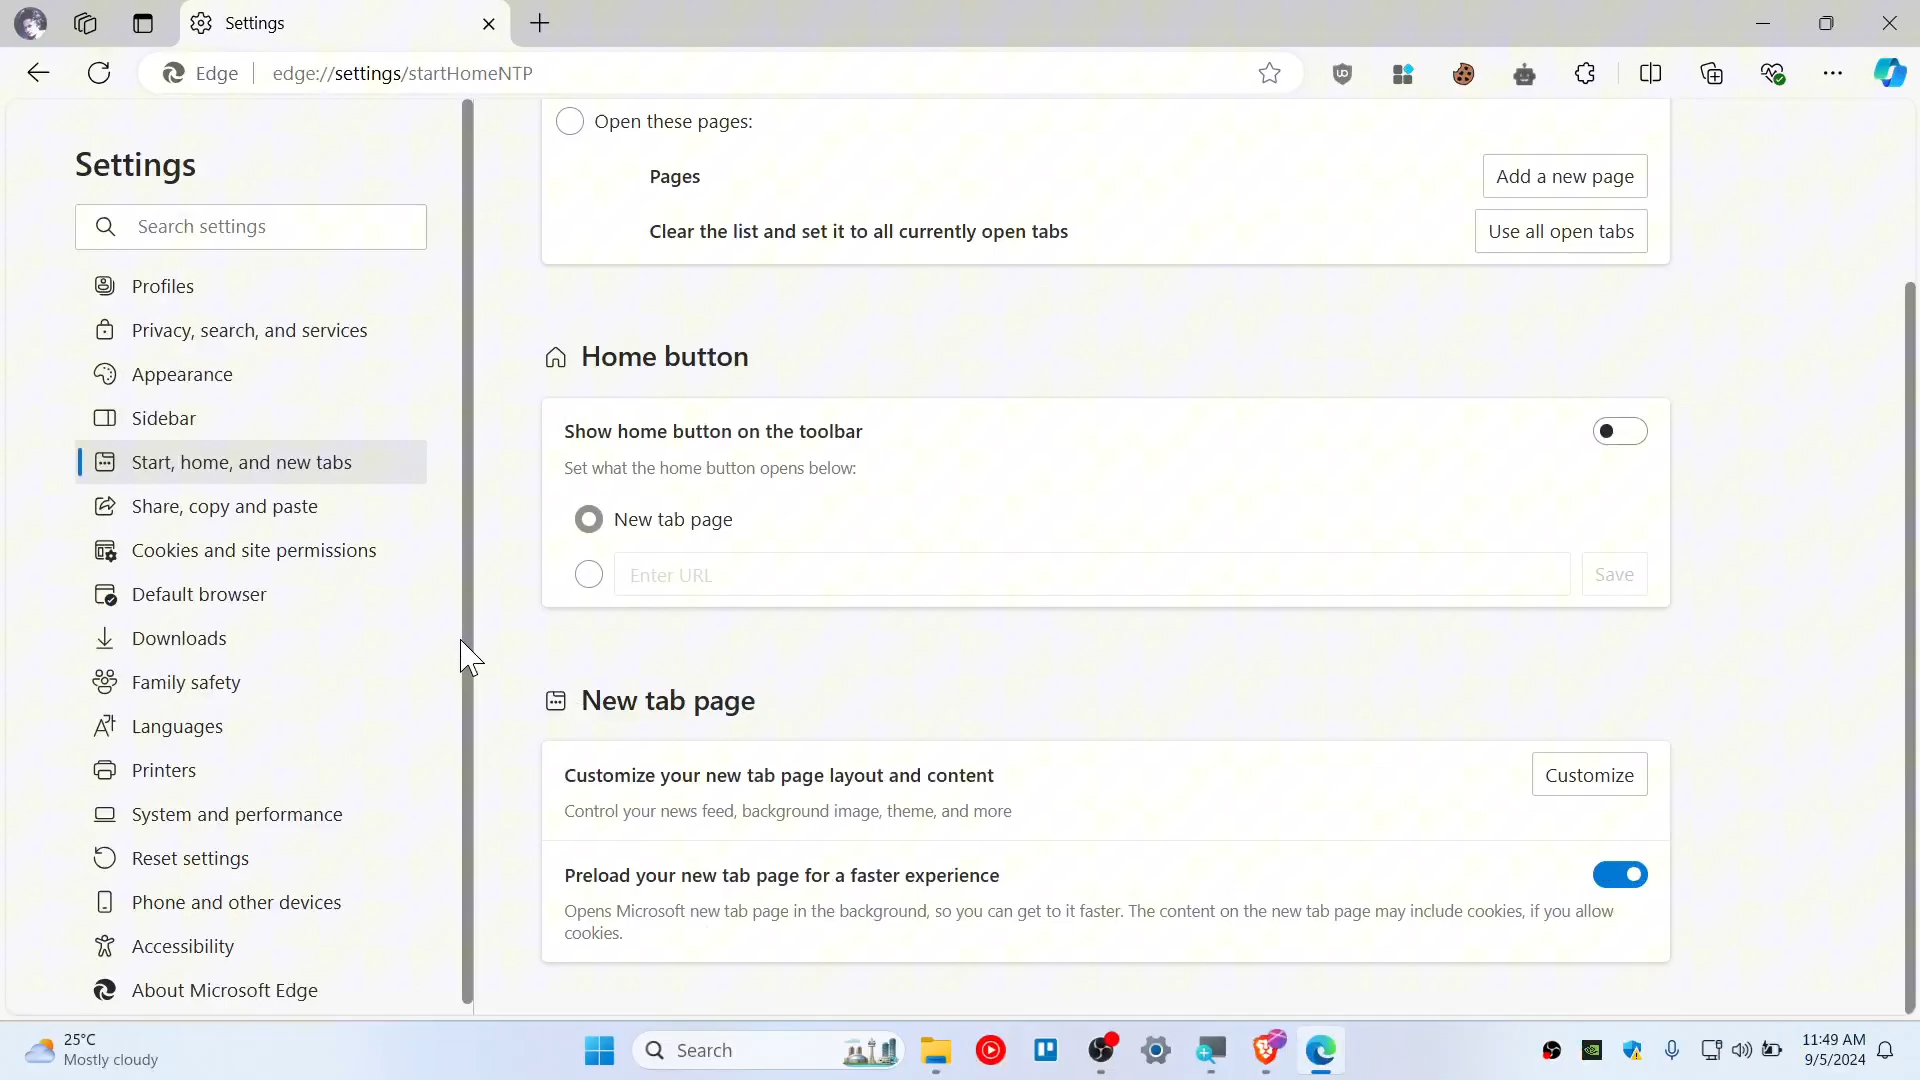 Settings
Edge
edge://settings/startHomeNTP
Settings
Search settings
Profiles
Privacy, search, and services
Appearance
Sidebar
Start, home, and new tabs
Share, copy and paste
Cookies and site permissions
Default browser
Downloads
Family safety
Languages
Printers
System and performance
Reset settings
Phone and other devices
Accessibility
About Microsoft Edge
Open these pages:
Pages
Add a new page
Clear the list and set it to all currently open tabs
Use all open tabs
Home button
Show home button on the toolbar
Set what the home button opens below:
New tab page
Enter URL
Save
New tab page
Customize your new tab page layout and content
Customize
Control your news feed, background image, theme, and more
Preload your new tab page for a faster experience
Opens Microsoft new tab page in the background, so you can get to it faster. The content on the new tab page may include cookies, if you allow
cookies.
25°C
Mostly cloudy
Search
11:49 AM
9/5/2024